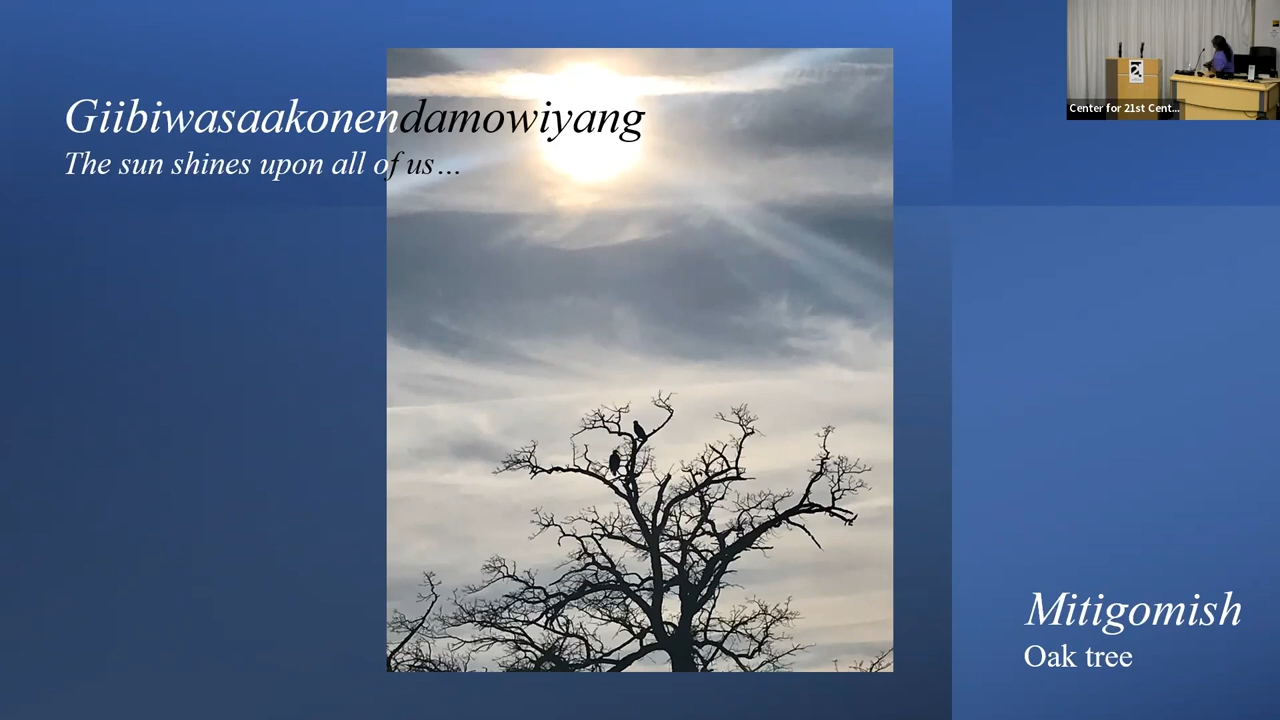 Giibiwasaakonendamowiyang
The sun shines upon all of us…
Center for 21st Cent...
Mitigomish
Oak tree